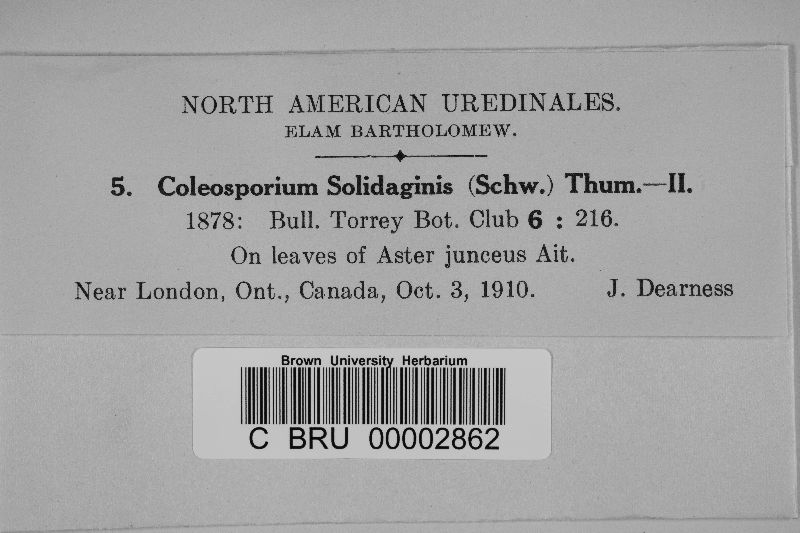 NORTH AMERICAN UREDINALES.
ELAM BARTHOLOMEW.
5. Coleosporium Solidaginis (Schw.) Thum.—II.
1878: Bull. Torrey Bot. Club 6 : 216.
On leaves of Aster junceus Ait.
Near London, Ont., Canada, Oct. 3, 1910. J. Dearness
Brown University Herbarium
C BRU 00002862